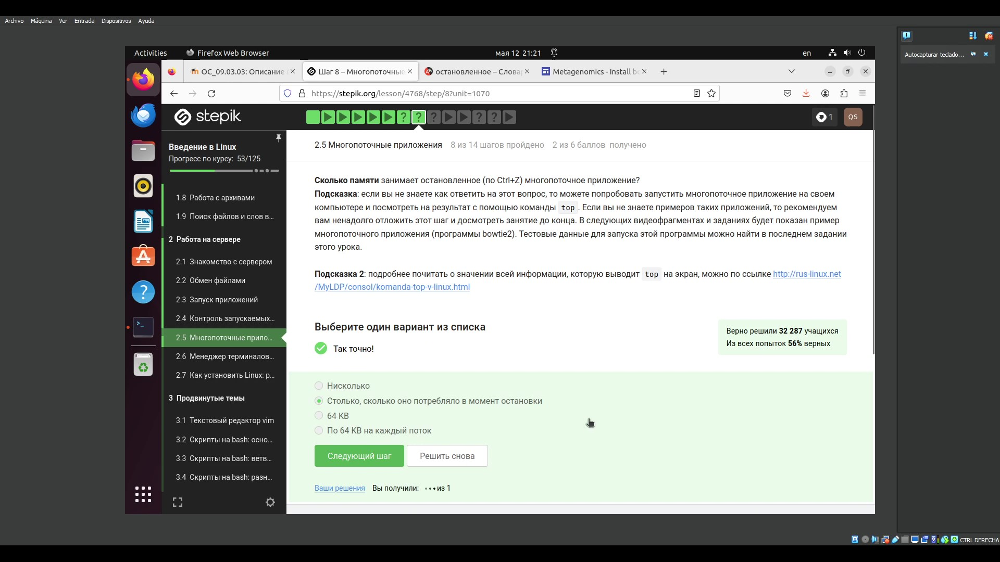 Archivo Máquina Ver Entrada Dispositivos Ayuda
Autocapturar teclado...
Activities Firefox Web Browser мая 12 21:21 en
ОС_09.03.03: Описание Шаг 8 – Многопоточные остановленное – Слова Metagenomics - Install bo
https://stepik.org/lesson/4768/step/8?unit=1070
stepik ? ? ? ? ? 1 QS
Введение в Linux
Прогресс по курсу: 53/125
1.8 Работа с архивами
1.9 Поиск файлов и слов в...
2 Работа на сервере
2.1 Знакомство с сервером
2.2 Обмен файлами
2.3 Запуск приложений
2.4 Контроль запускаемых...
2.5 Многопоточные прило...
2.6 Менеджер терминалов...
2.7 Как установить Linux: р...
3 Продвинутые темы
3.1 Текстовый редактор vim
3.2 Скрипты на bash: осно...
3.3 Скрипты на bash: ветв...
3.4 Скрипты на bash: разн...
2.5 Многопоточные приложения 8 из 14 шагов пройдено 2 из 6 баллов получено
Сколько памяти занимает остановленное (по Ctrl+Z) многопоточное приложение?
Подсказка: если вы не знаете как ответить на этот вопрос, то можете попробовать запустить многопоточное приложение на своем
компьютере и посмотреть на результат с помощью команды top . Если вы не знаете примеров таких приложений, то рекомендуем
вам ненадолго отложить этот шаг и досмотреть занятие до конца. В следующих видеофрагментах и заданиях будет показан пример
многопоточного приложения (программы bowtie2). Тестовые данные для запуска этой программы можно найти в последнем задании
этого урока.
Подсказка 2: подробнее почитать о значении всей информации, которую выводит top на экран, можно по ссылке http://rus-linux.net
/MyLDP/consol/komanda-top-v-linux.html
Выберите один вариант из списка
Так точно!
Верно решили 32 287 учащихся
Из всех попыток 56% верных
Нисколько
Столько, сколько оно потребляло в момент остановки
64 KB
По 64 KB на каждый поток
Следующий шаг Решить снова
Ваши решения Вы получили: из 1
CTRL DERECHA